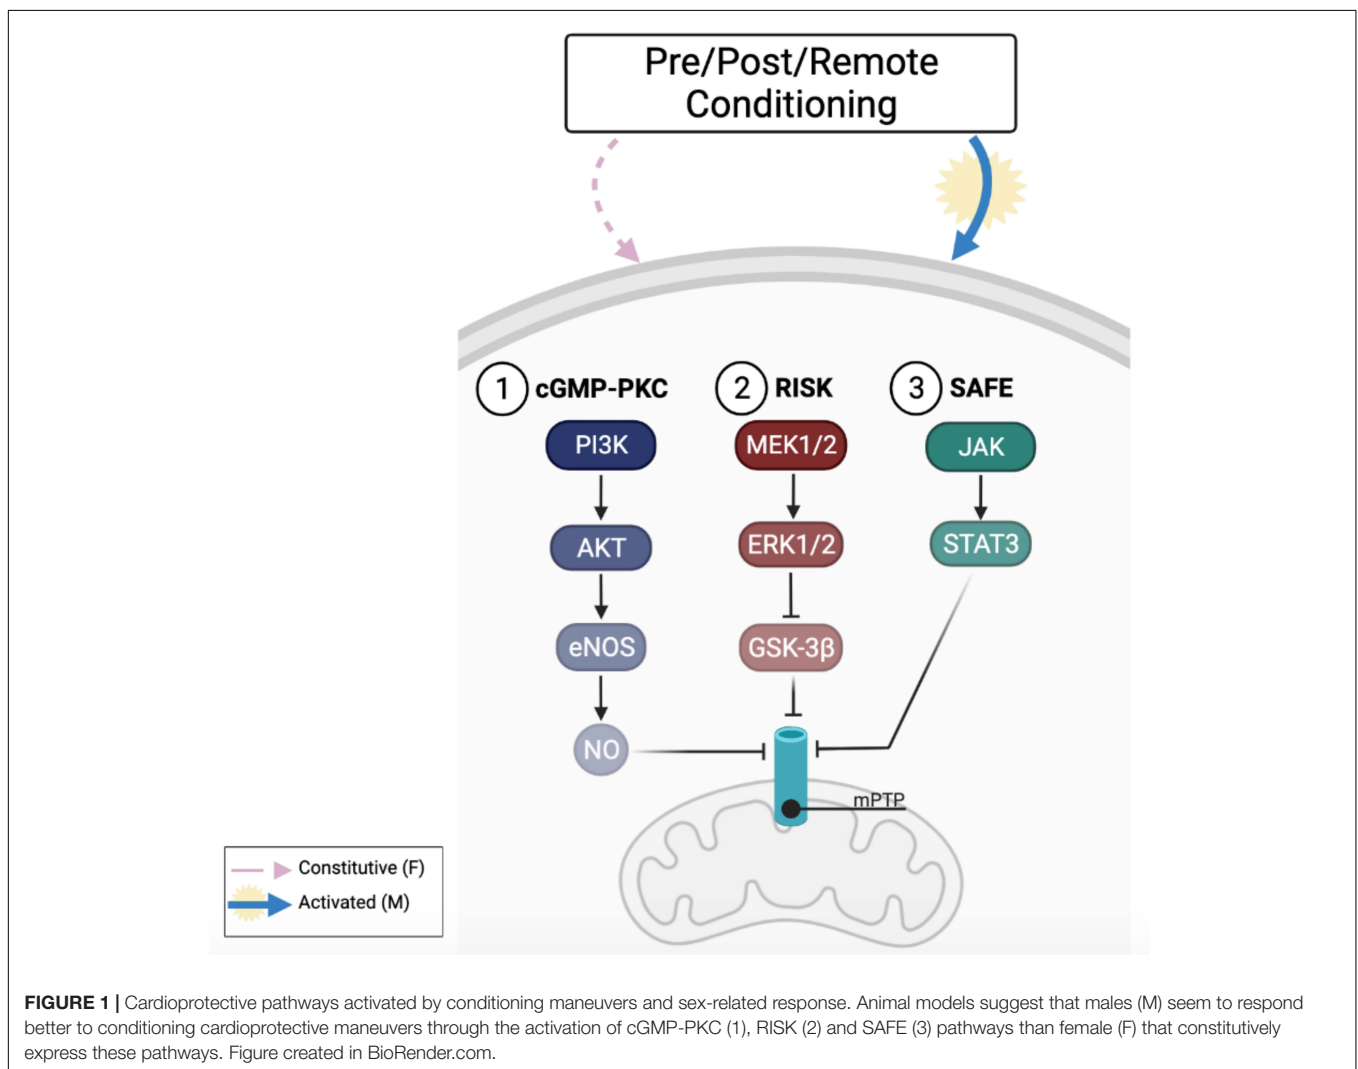 Pre/Post/Remote
Conditioning
1 cGMP-PKC
2 RISK
3 SAFE
PI3K
MEK1/2
JAK
AKT
ERK1/2
STAT3
eNOS
GSK-3β
NO
mPTP
Constitutive (F)
Activated (M)
FIGURE 1 | Cardioprotective pathways activated by conditioning maneuvers and sex-related response. Animal models suggest that males (M) seem to respond
better to conditioning cardioprotective maneuvers through the activation of cGMP-PKC (1), RISK (2) and SAFE (3) pathways than female (F) that constitutively
express these pathways. Figure created in BioRender.com.